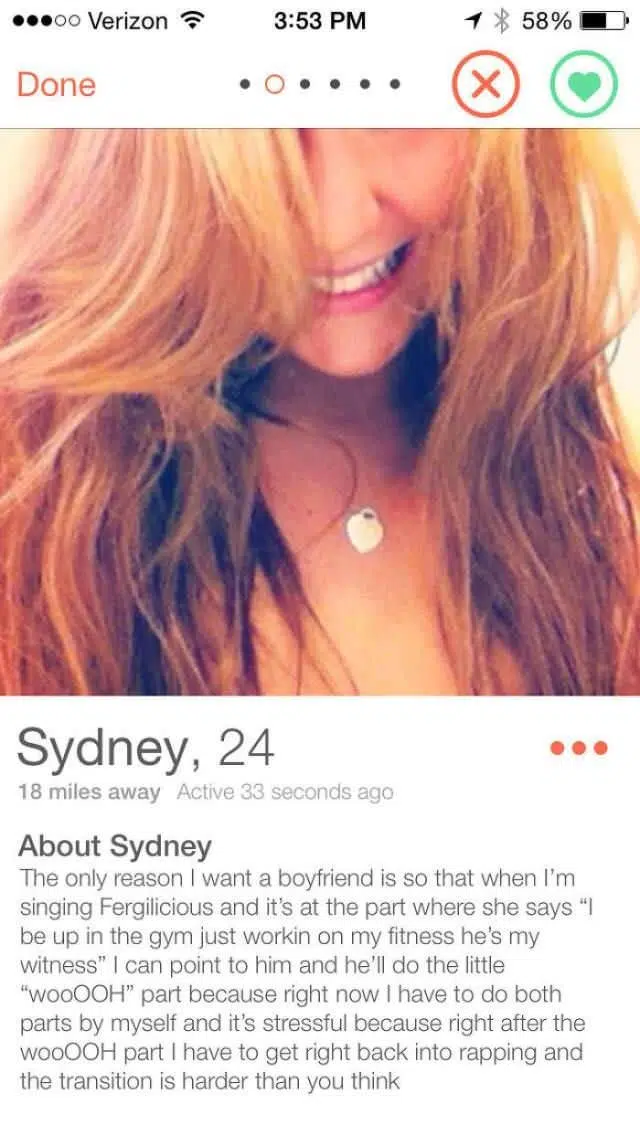 Verizon 3:53 PM 58%
Done
Sydney, 24
18 miles away Active 33 seconds ago
About Sydney
The only reason I want a boyfriend is so that when I’m
singing Fergilicious and it’s at the part where she says “I
be up in the gym just workin on my fitness he’s my
witness” I can point to him and he’ll do the little
“wooOOH” part because right now I have to do both
parts by myself and it’s stressful because right after the
wooOOH part I have to get right back into rapping and
the transition is harder than you think